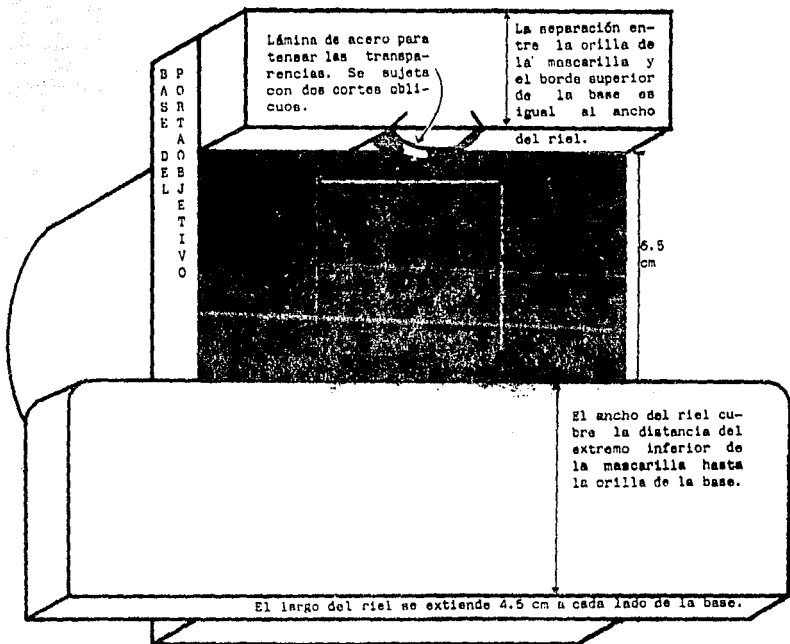 Lámina de acero para
tensar las transpa-
rencias. Se sujeta
con dos cortes obli-
cuos.
La separación en-
tre la orilla de
la mascarilla y
el borde superior
de la base es
igual al ancho
del riel.
BASE DEL
PORTAOBJETIVO
6.5
cm
El ancho del riel cu-
bre la distancia del
extremo inferior de
la mascarilla hasta
la orilla de la base.
El largo del riel se extiende 4.5 cm a cada lado de la base.